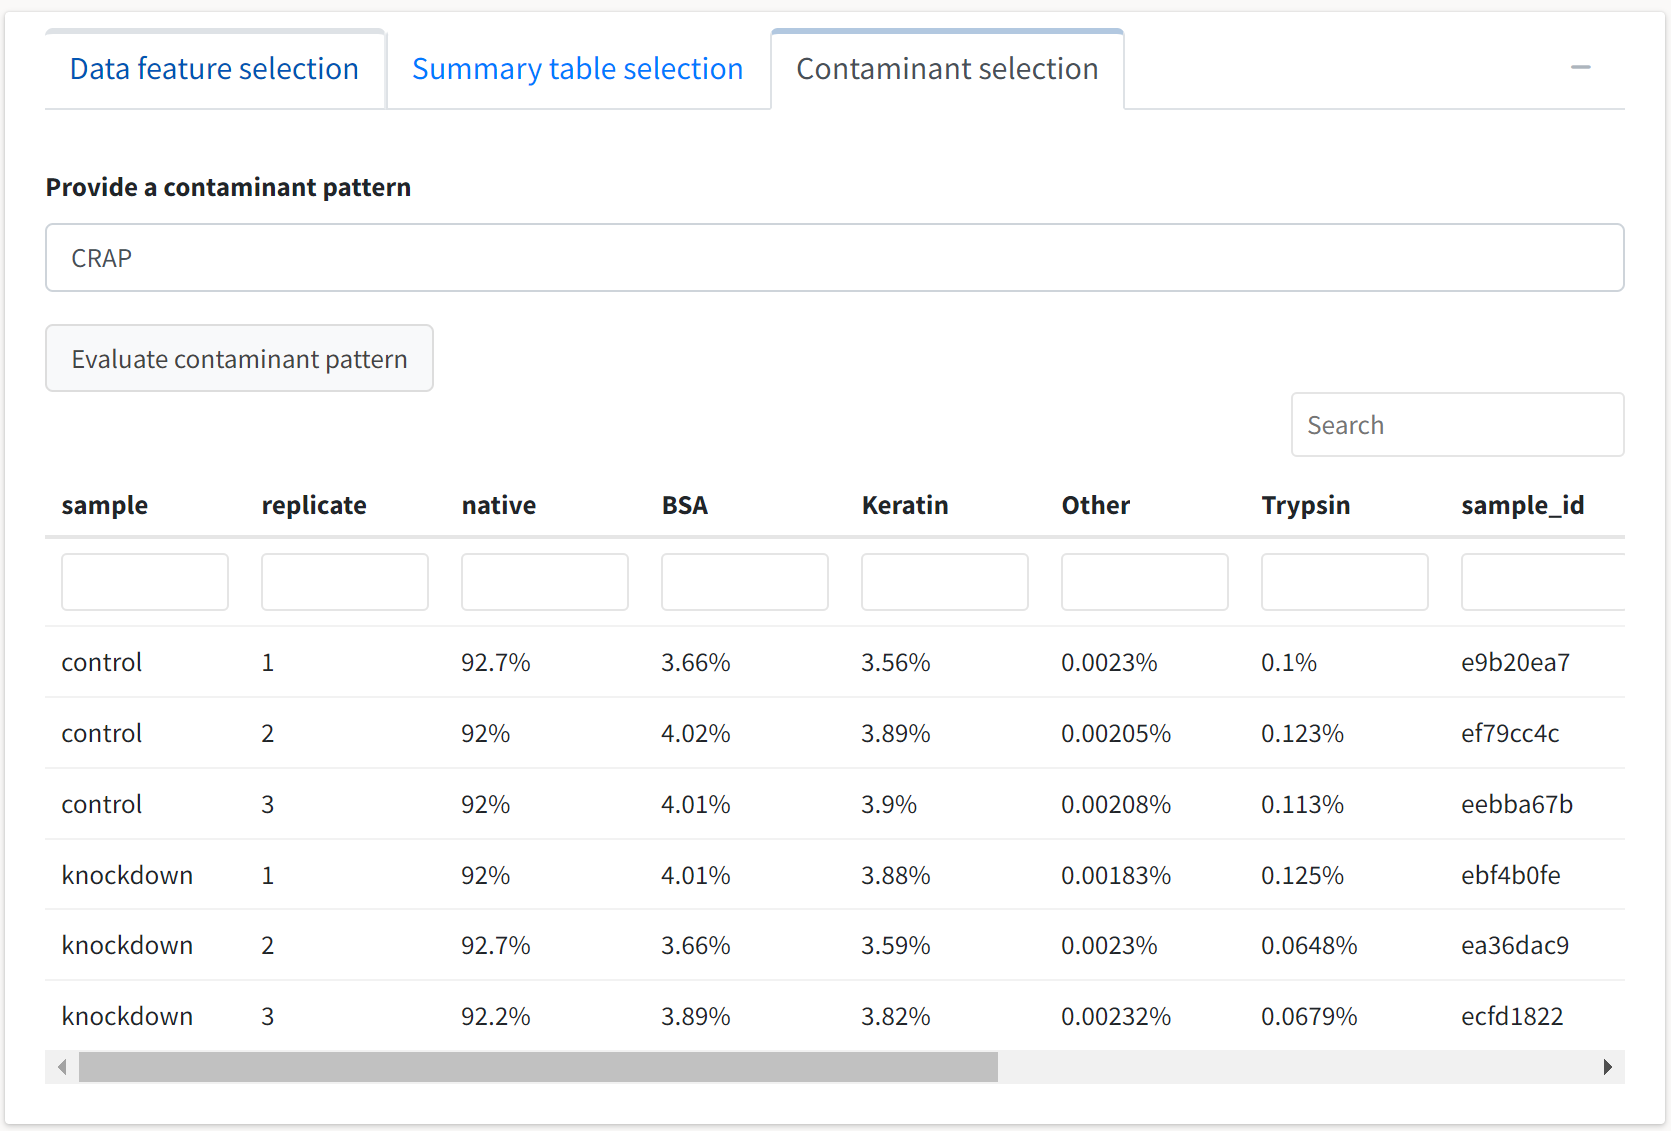 Data feature selection Summary table selection Contaminant selection
Provide a contaminant pattern
CRAP
Evaluate contaminant pattern
Search
sample replicate native BSA Keratin Other Trypsin sample_id
control 1 92.7% 3.66% 3.56% 0.0023% 0.1% e9b20ea7
control 2 92% 4.02% 3.89% 0.00205% 0.123% ef79cc4c
control 3 92% 4.01% 3.9% 0.00208% 0.113% eebba67b
knockdown 1 92% 4.01% 3.88% 0.00183% 0.125% ebf4b0fe
knockdown 2 92.7% 3.66% 3.59% 0.0023% 0.0648% ea36dac9
knockdown 3 92.2% 3.89% 3.82% 0.00232% 0.0679% ecfd1822